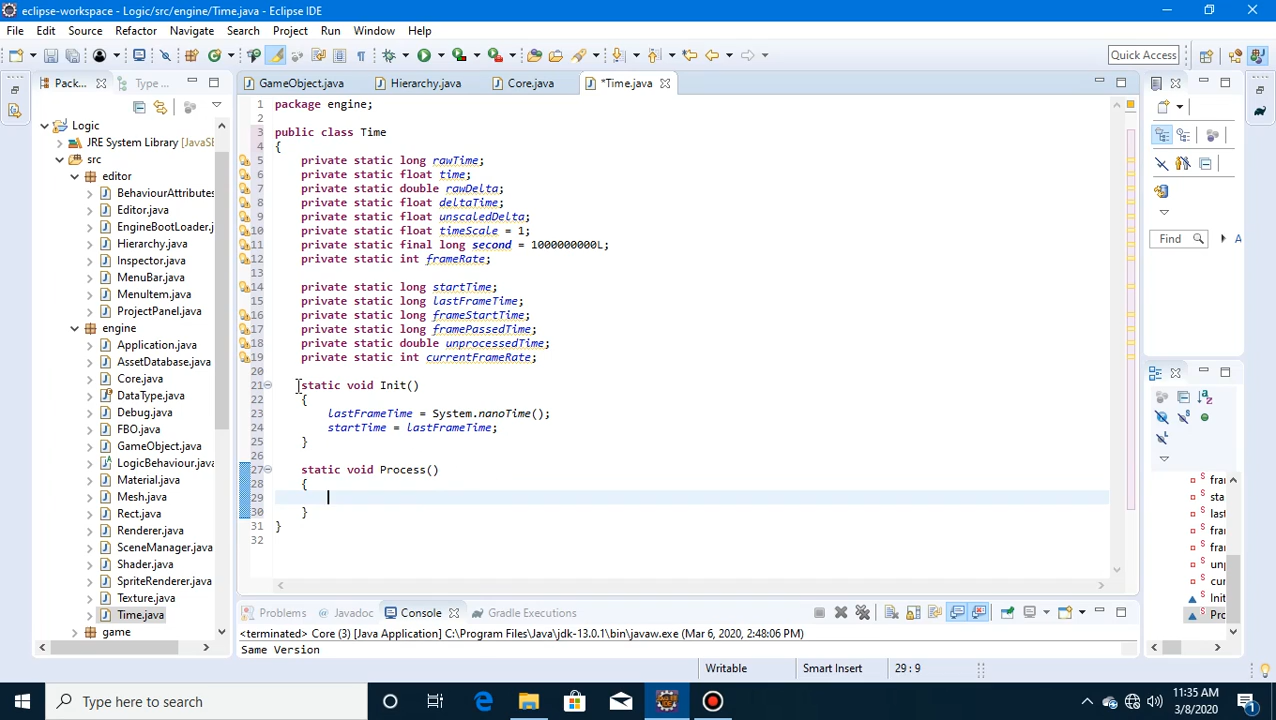 eclipse-workspace - Logic/src/engine/Time.java - Eclipse IDE
File Edit Source Refactor Navigate Search Project Run Window Help
Quick Access
Pack...
Type ...
GameObject.java
Hierarchy.java
Core.java
*Time.java
Logic
JRE System Library [JavaSE
src
editor
BehaviourAttributes
Editor.java
EngineBootLoader.j
Hierarchy.java
Inspector.java
MenuBar.java
MenuItem.java
ProjectPanel.java
engine
Application.java
AssetDatabase.java
Core.java
DataType.java
Debug.java
FBO.java
GameObject.java
LogicBehaviour.java
Material.java
Mesh.java
Rect.java
Renderer.java
SceneManager.java
Shader.java
SpriteRenderer.java
Texture.java
Time.java
game
1 package engine;
2
3 public class Time
4 {
5 private static long rawTime;
6 private static float time;
7 private static double rawDelta;
8 private static float deltaTime;
9 private static float unscaledDelta;
10 private static float timeScale = 1;
11 private static final long second = 1000000000L;
12 private static int frameRate;
13
14 private static long startTime;
15 private static long lastFrameTime;
16 private static long frameStartTime;
17 private static long framePassedTime;
18 private static double unprocessedTime;
19 private static int currentFrameRate;
20
21 static void Init()
22 {
23 lastFrameTime = System.nanoTime();
24 startTime = lastFrameTime;
25 }
26
27 static void Process()
28 {
29
30 }
31 }
32
Find
A
fra
sta
last
fra
fra
un
cur
Init
Pro
Problems
Javadoc
Console
Gradle Executions
<terminated> Core (3) [Java Application] C:\Program Files\Java\jdk-13.0.1\bin\javaw.exe (Mar 6, 2020, 2:48:06 PM)
Same Version
Writable
Smart Insert
29 : 9
Type here to search
11:35 AM
3/8/2020
1